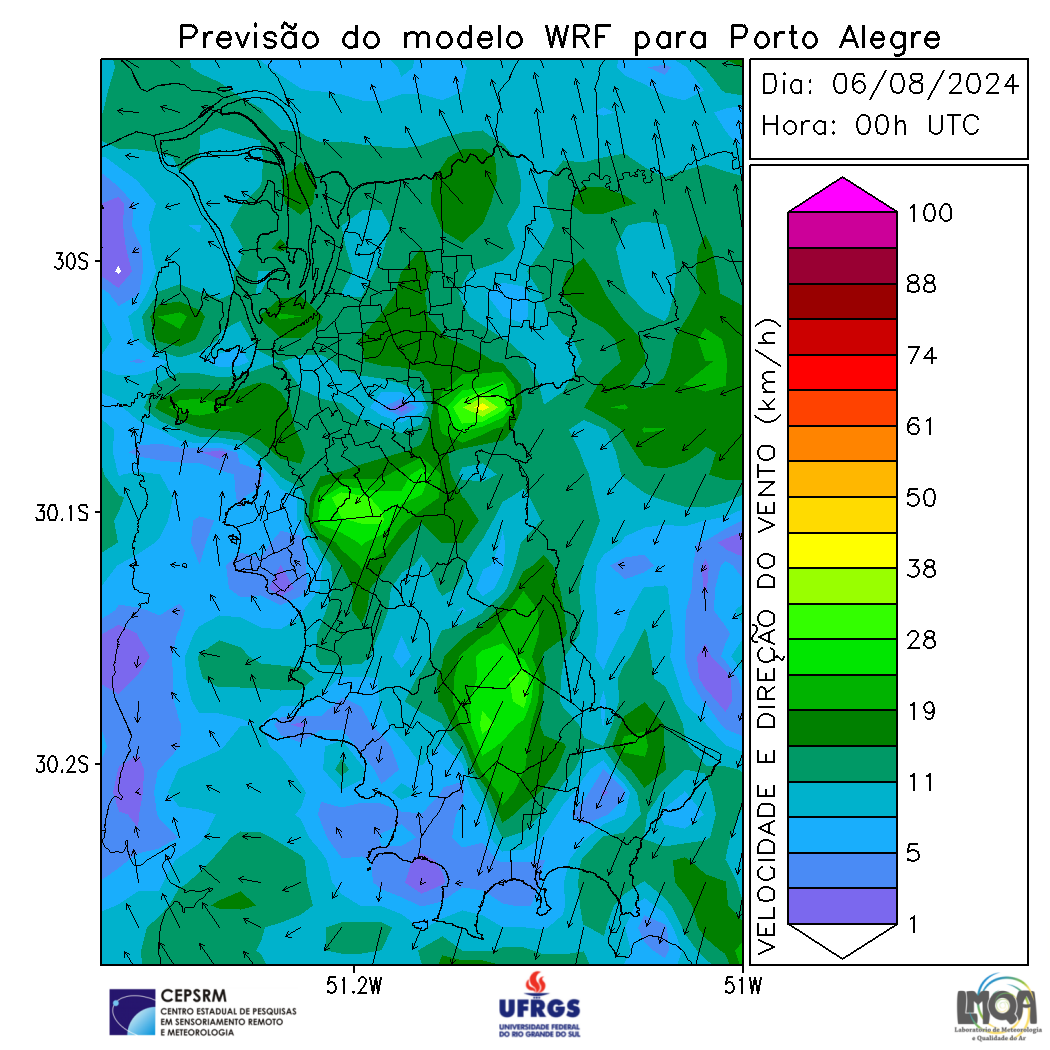 Previsão do modelo WRF para Porto Alegre
Dia: 06/08/2024
Hora: 00h UTC
30S
30.1S
30.2S
51.2W
51W
VELOCIDADE E DIREÇÃO DO VENTO (km/h)
100
88
74
61
50
38
28
19
11
5
1
CEPSRM
CENTRO ESTADUAL DE PESQUISAS
EM SENSORIAMENTO REMOTO
E METEOROLOGIA
UFRGS
UNIVERSIDADE FEDERAL
DO RIO GRANDE DO SUL
LMQA
Laboratório de Meteorologia
e Qualidade do Ar